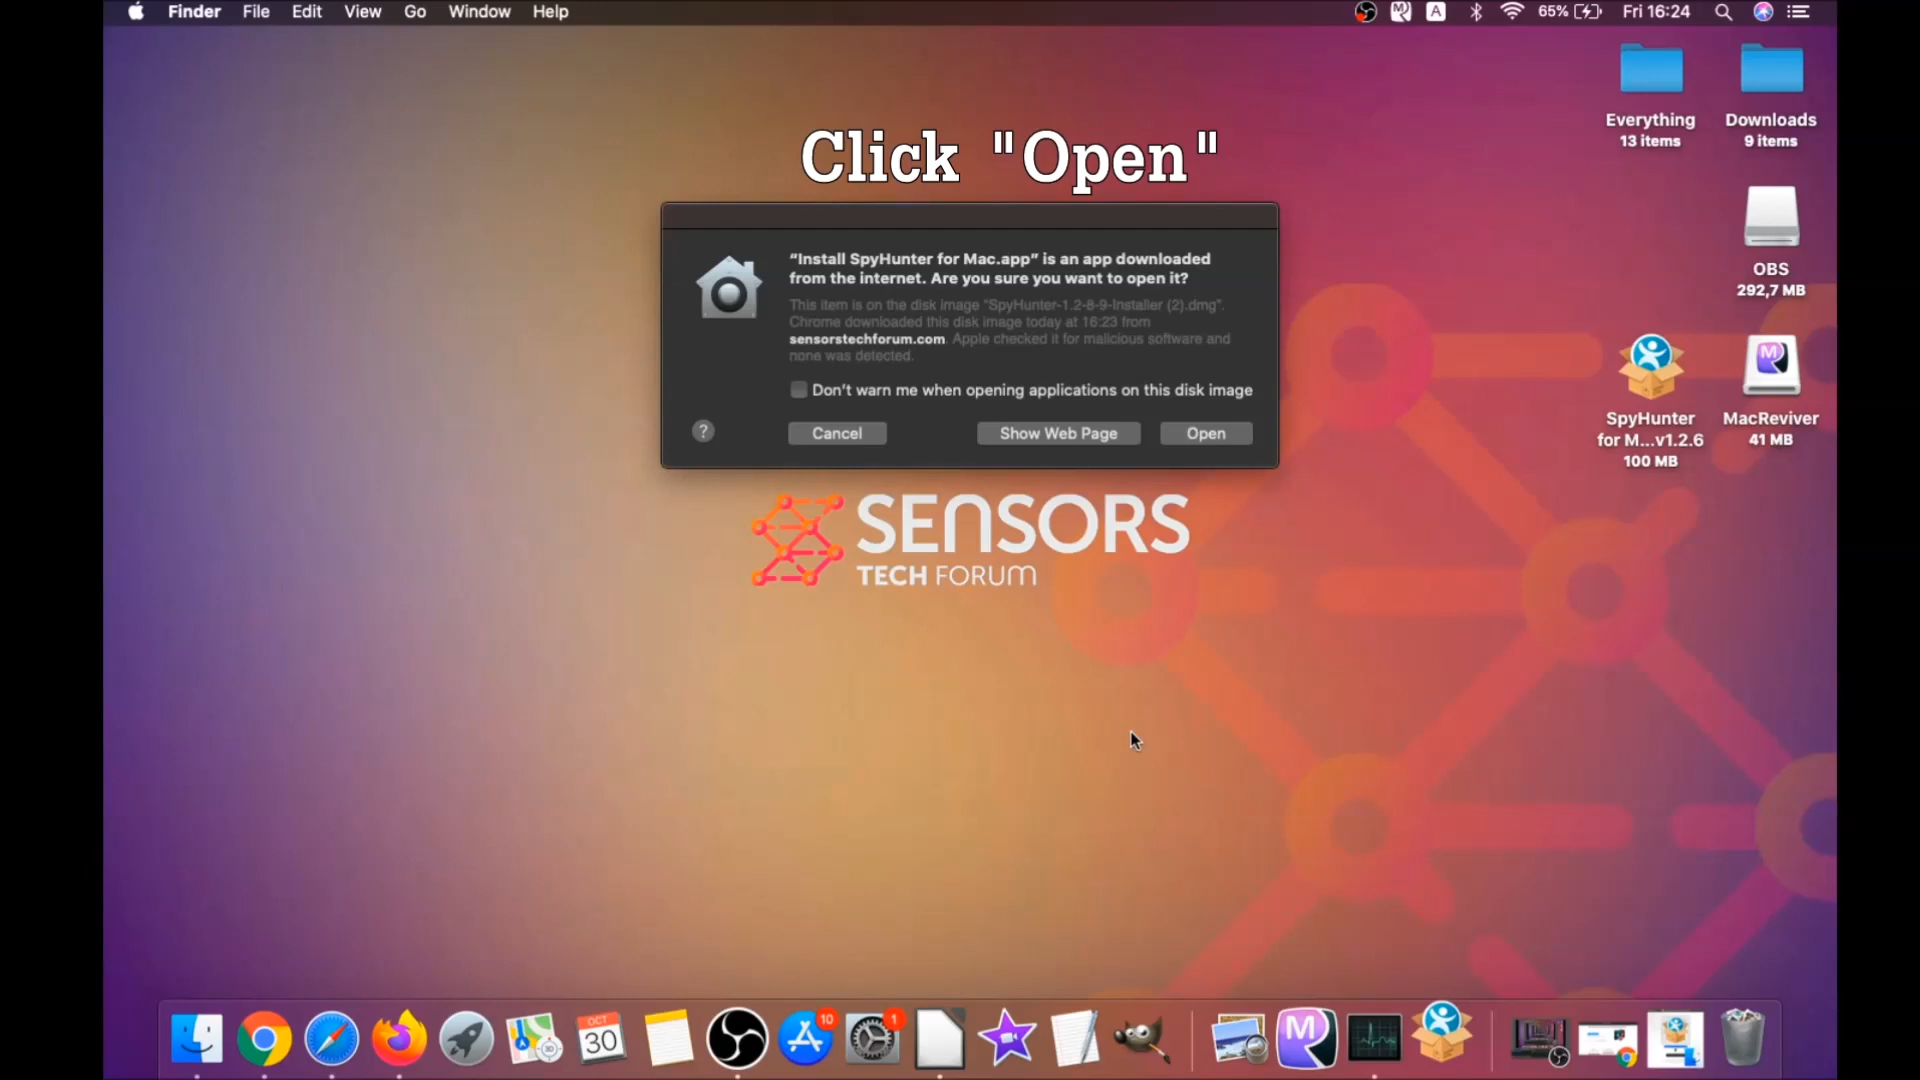 Finder File Edit View Go Window Help
A 65% Fri 16:24
Everything
13 items
Downloads
9 items
Click "Open"
OBS
292,7 MB
“Install SpyHunter for Mac.app” is an app downloaded
from the internet. Are you sure you want to open it?
This item is on the disk image “SpyHunter-1.2-8-9-Installer (2).dmg”.
Chrome downloaded this disk image today at 16:23 from
sensorstechforum.com. Apple checked it for malicious software and
none was detected.
Don’t warn me when opening applications on this disk image
? Cancel Show Web Page Open
SpyHunter
for M...v1.2.6
100 MB
MacReviver
41 MB
SENSORS
TECH FORUM
OCT
30
10
1
M